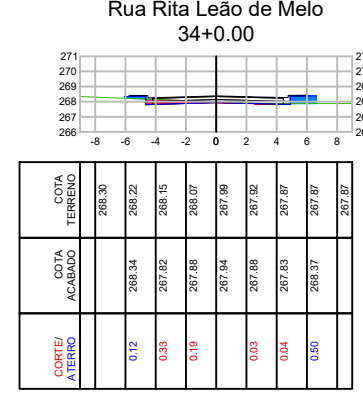 Rua Rita Leão de Melo
34+0.00
271
270
269
268
267
266
-8 -6 -4 -2 0 2 4 6 8
COTA TERRENO 268.30 268.22 268.15 268.07 267.99 267.92 267.87 267.87 267.87
COTA ACABADO 268.34 267.82 267.88 267.94 267.88 267.83 268.37
CORTE/ ATERRO 0.12 0.33 0.19 0.03 0.04 0.50